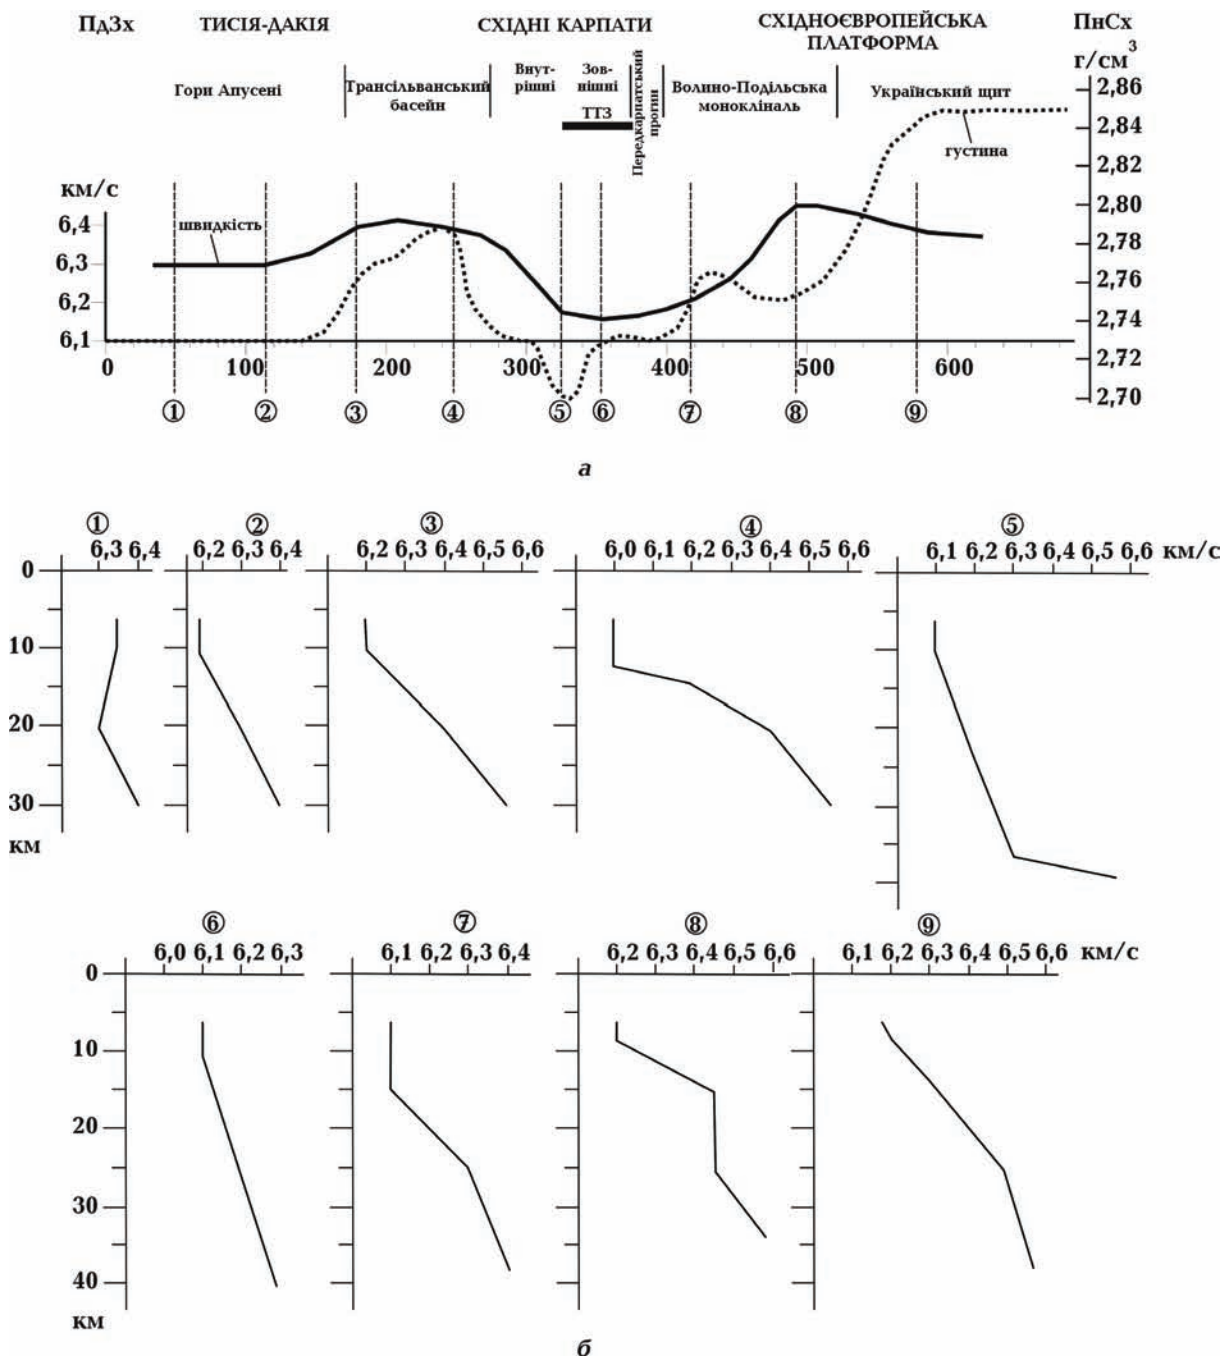 ПдЗх ТИСІЯ-ДАКІЯ СХІДНІ КАРПАТИ СХІДНОЄВРОПЕЙСЬКА ПЛАТФОРМА ПнСх
г/см³
Гори Апусені
Трансільванський
басейн
Внут-
рішні
Зов-
нішні
ТТЗ
Передкарпатський
прогин
Волино-Подільська
монокліналь
Український щит
густина
швидкість
км/с
6,4
6,3
6,2
6,1
2,86
2,84
2,82
2,80
2,78
2,76
2,74
2,72
2,70
0 100 200 300 400 500 600
① ② ③ ④ ⑤ ⑥ ⑦ ⑧ ⑨
а
① ② ③ ④ ⑤
6,3 6,4 6,2 6,3 6,4 6,2 6,3 6,4 6,5 6,6 6,0 6,1 6,2 6,3 6,4 6,5 6,6 6,1 6,2 6,3 6,4 6,5 6,6 км/с
0
10
20
30
км
⑥ ⑦ ⑧ ⑨
6,0 6,1 6,2 6,3 6,1 6,2 6,3 6,4 6,2 6,3 6,4 6,5 6,6 6,1 6,2 6,3 6,4 6,5 6,6 км/с
0
10
20
30
40
км
б